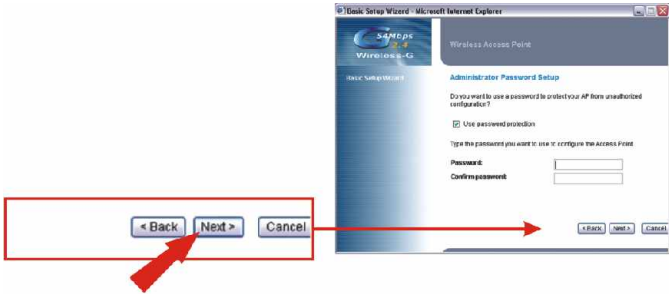 Basic Setup Wizard - Microsoft Internet Explorer
54Mbps
2.4
Wireless-G
Wireless Access Point
Basic Setup Wizard
Administrator Password Setup
Do you want to use a password to protect your AP from unauthorized
configuration?
Use password protection
Type the password you want to use to configure the Access Point
Password:
Confirm password:
< Back Next > Cancel
< Back Next > Cancel